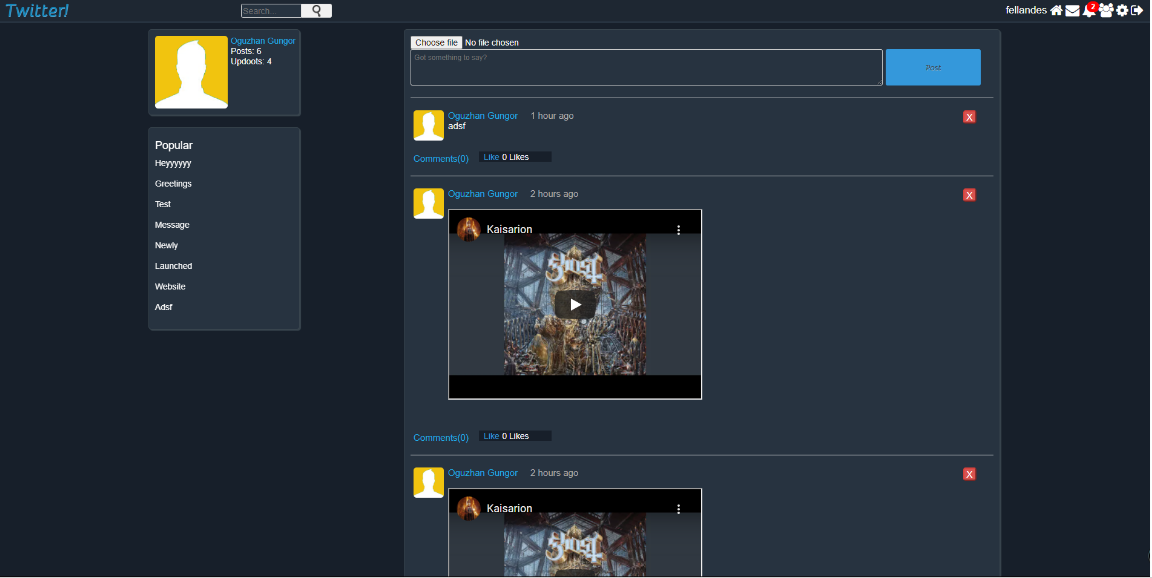 Twitter!
Search...
fellandes
2
Oguzhan Gungor
Posts: 6
Updoots: 4
Popular
Heyyyyyy
Greetings
Test
Message
Newly
Launched
Website
Adsf
Choose file No file chosen
Got something to say?
Post
Oguzhan Gungor 1 hour ago
X
adsf
Comments(0) Like 0 Likes
Oguzhan Gungor 2 hours ago
X
Kaisarion
Ghost
Comments(0) Like 0 Likes
Oguzhan Gungor 2 hours ago
X
Kaisarion
Ghost